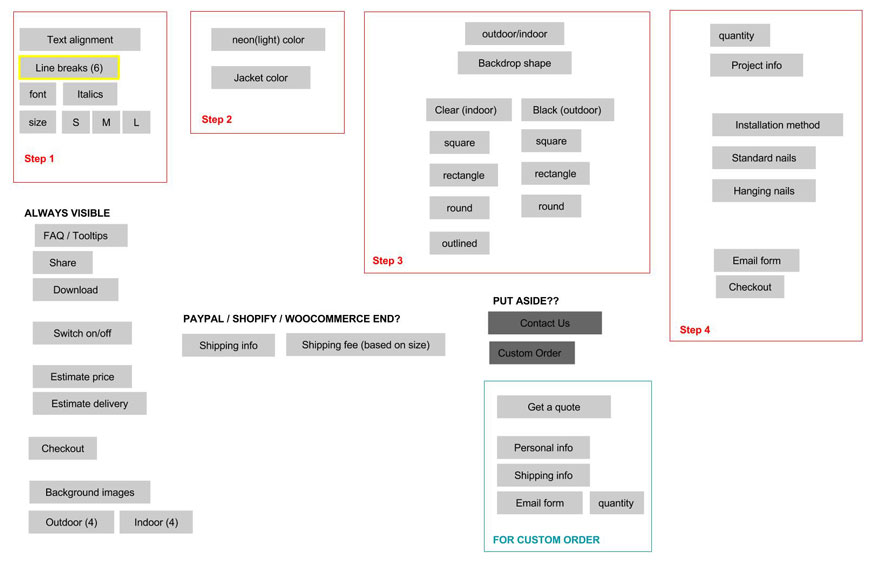 Text alignment
Line breaks (6)
font
Italics
size
S
M
L
Step 1
neon(light) color
Jacket color
Step 2
outdoor/indoor
Backdrop shape
Clear (indoor)
Black (outdoor)
square
square
rectangle
rectangle
round
round
outlined
Step 3
quantity
Project info
Installation method
Standard nails
Hanging nails
Email form
Checkout
Step 4
ALWAYS VISIBLE
FAQ / Tooltips
Share
Download
Switch on/off
Estimate price
Estimate delivery
Checkout
Background images
Outdoor (4)
Indoor (4)
PAYPAL / SHOPIFY / WOOCOMMERCE END?
Shipping info
Shipping fee (based on size)
PUT ASIDE??
Contact Us
Custom Order
Get a quote
Personal info
Shipping info
Email form
quantity
FOR CUSTOM ORDER